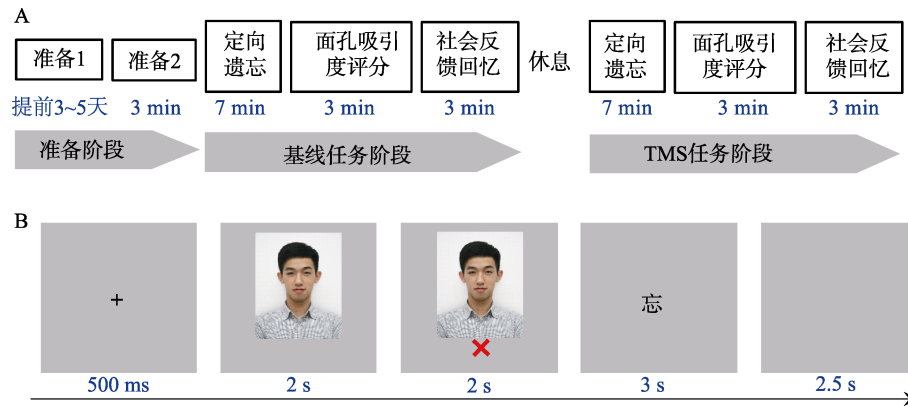 A
准备1
准备2
定向
遗忘
面孔吸引
度评分
社会反
馈回忆
休息
定向
遗忘
面孔吸引
度评分
社会反
馈回忆
提前3~5天
3 min
7 min
3 min
3 min
7 min
3 min
3 min
准备阶段
基线任务阶段
TMS任务阶段
B
+
忘
500 ms
2 s
2 s
3 s
2.5 s